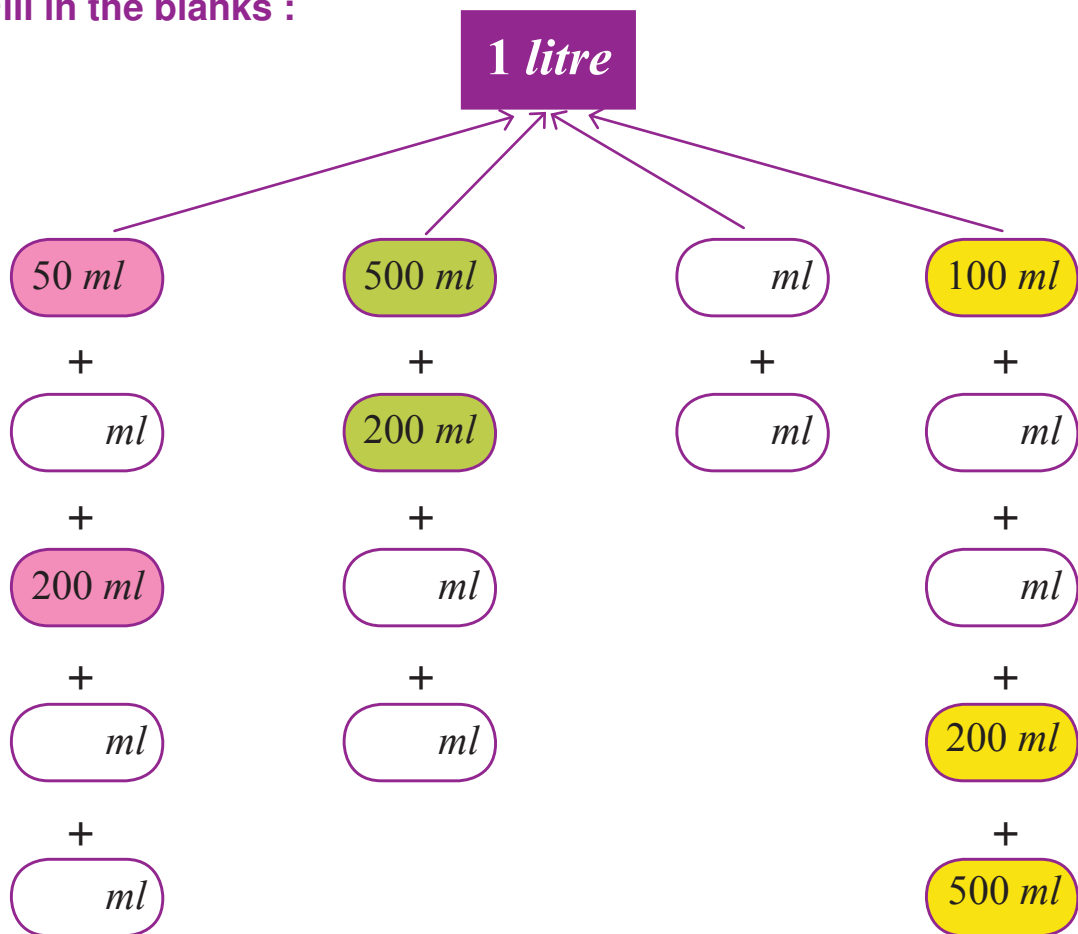 ill in the blanks :
1 litre
50 ml 500 ml ml 100 ml
+ + + +
ml 200 ml ml ml
+ + +
200 ml ml ml
+ + +
ml ml 200 ml
+ +
ml 500 ml